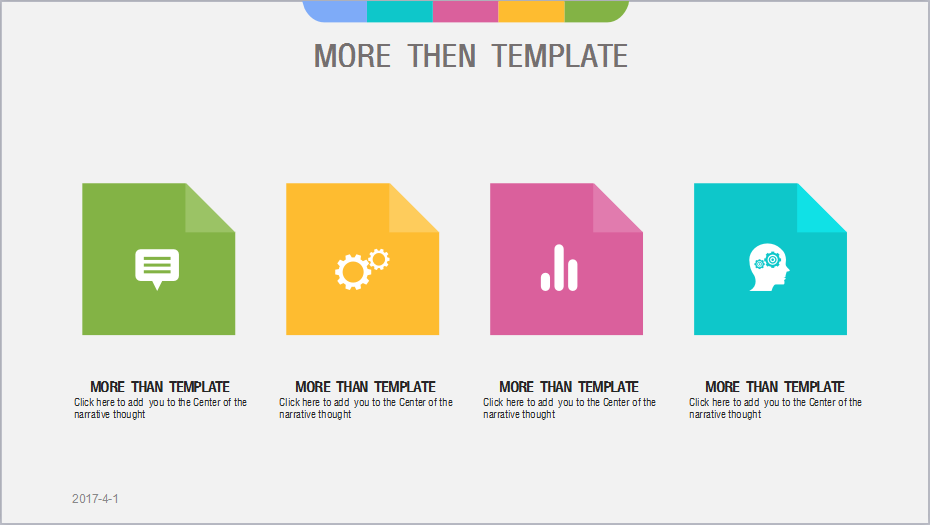 MORE THEN TEMPLATE
MORE THAN TEMPLATE
Click here to add you to the Center of the
narrative thought
MORE THAN TEMPLATE
Click here to add you to the Center of the
narrative thought
MORE THAN TEMPLATE
Click here to add you to the Center of the
narrative thought
MORE THAN TEMPLATE
Click here to add you to the Center of the
narrative thought
2017-4-1